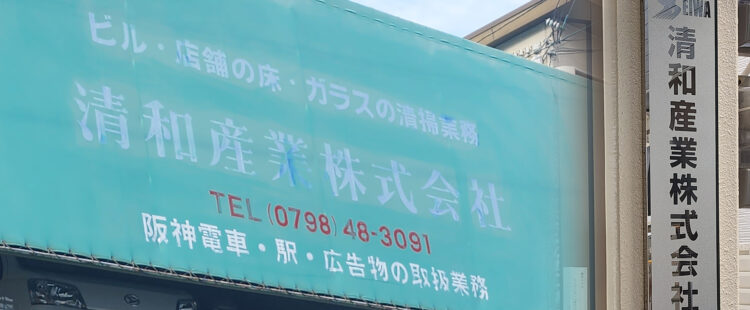 ビル・店舗の床・ガラスの清掃業務
清和産業株式会社
TEL (0798) 48-3091
阪神電車・駅・広告物の取扱業務
SEIWA
清和産業株式会社